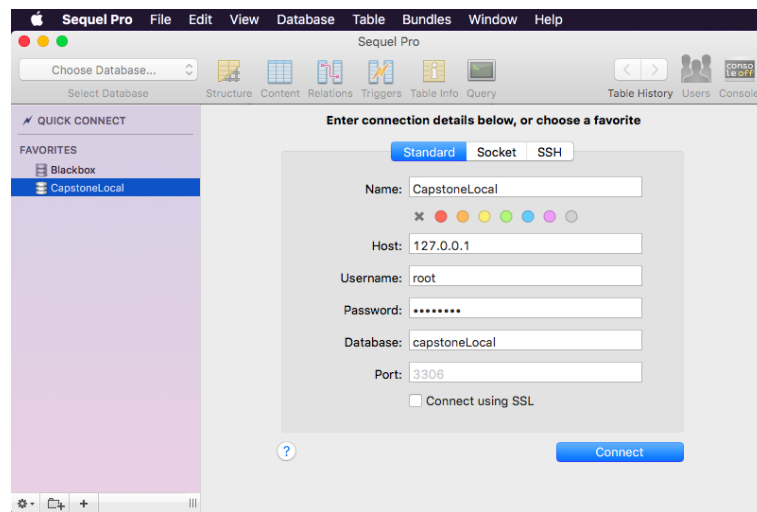 Sequel Pro File Edit View Database Table Bundles Window Help
Sequel Pro
Choose Database...
conso
le off
Select Database Structure Content Relations Triggers Table Info Query Table History Users Console
QUICK CONNECT
Enter connection details below, or choose a favorite
FAVORITES
Standard Socket SSH
Blackbox
CapstoneLocal
Name: CapstoneLocal
Host: 127.0.0.1
Username: root
Password: ••••••••
Database: capstoneLocal
Port: 3306
Connect using SSL
? Connect